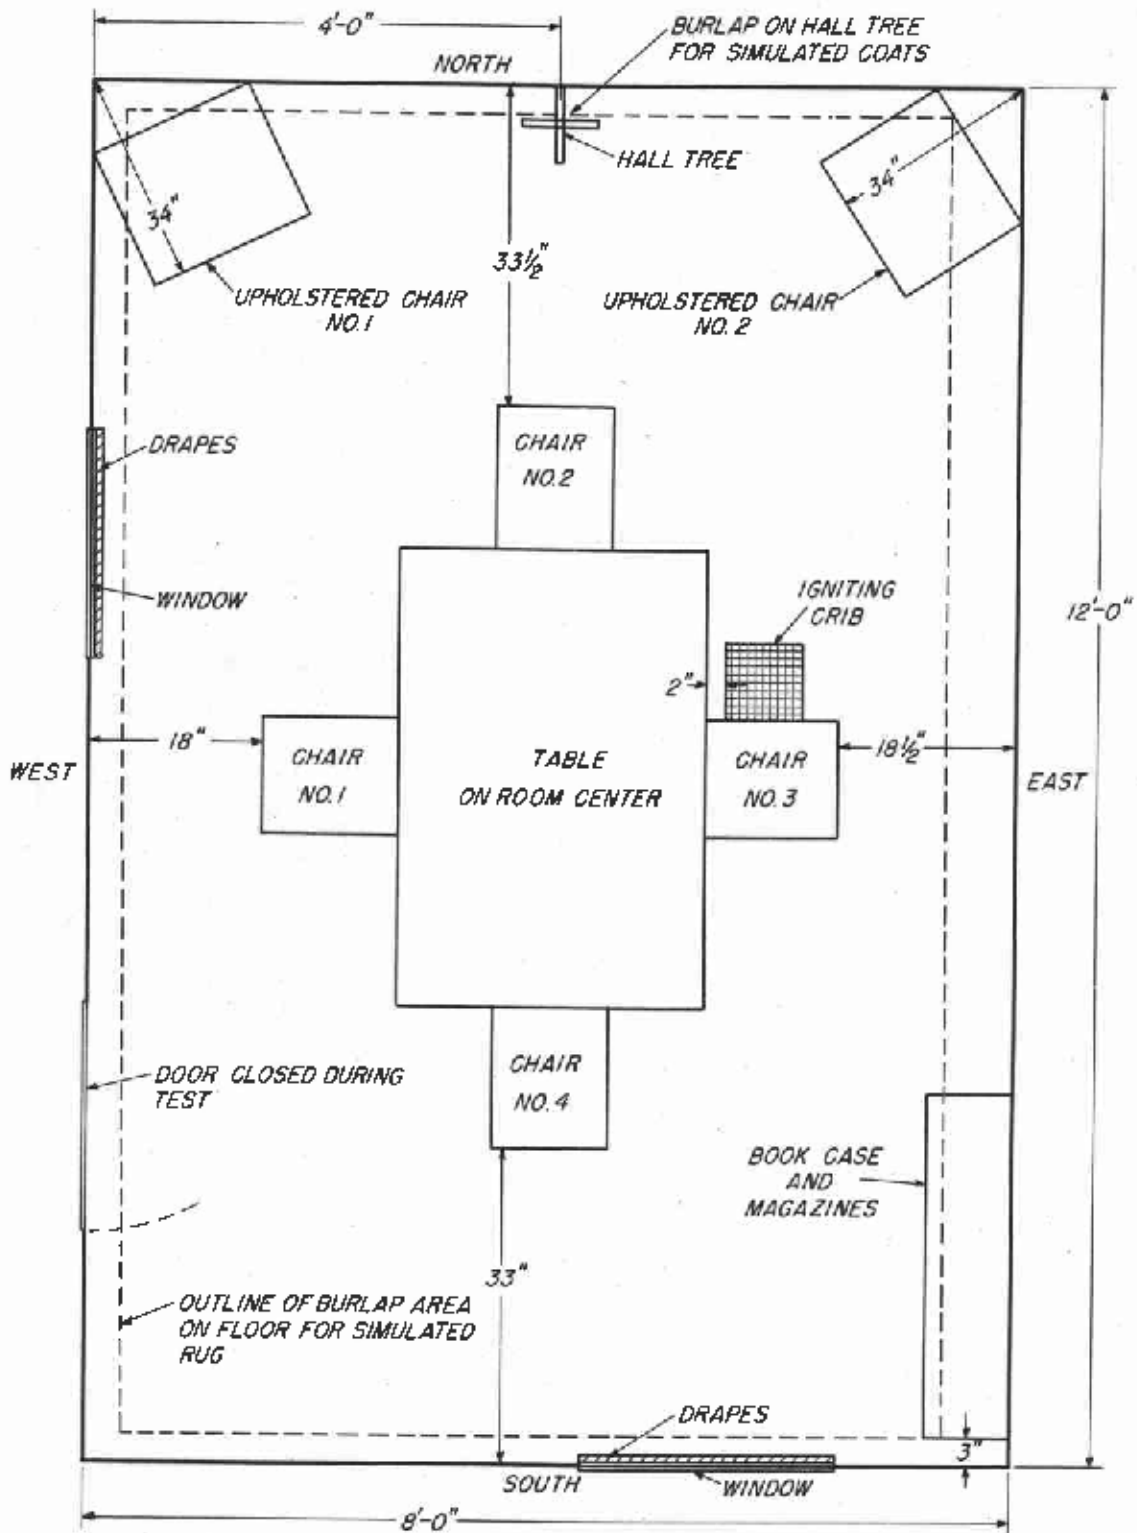 4'-0"
BURLAP ON HALL TREE
FOR SIMULATED COATS
NORTH
HALL TREE
34"
34"
33½"
UPHOLSTERED CHAIR
NO. 1
UPHOLSTERED CHAIR
NO. 2
DRAPES
CHAIR
NO. 2
WINDOW
IGNITING
CRIB
12'-0"
2"
18"
18½"
WEST
CHAIR
NO. 1
TABLE
ON ROOM CENTER
CHAIR
NO. 3
EAST
DOOR CLOSED DURING
TEST
CHAIR
NO. 4
BOOK CASE
AND
MAGAZINES
33"
OUTLINE OF BURLAP AREA
ON FLOOR FOR SIMULATED
RUG
DRAPES
3"
SOUTH
WINDOW
8'-0"